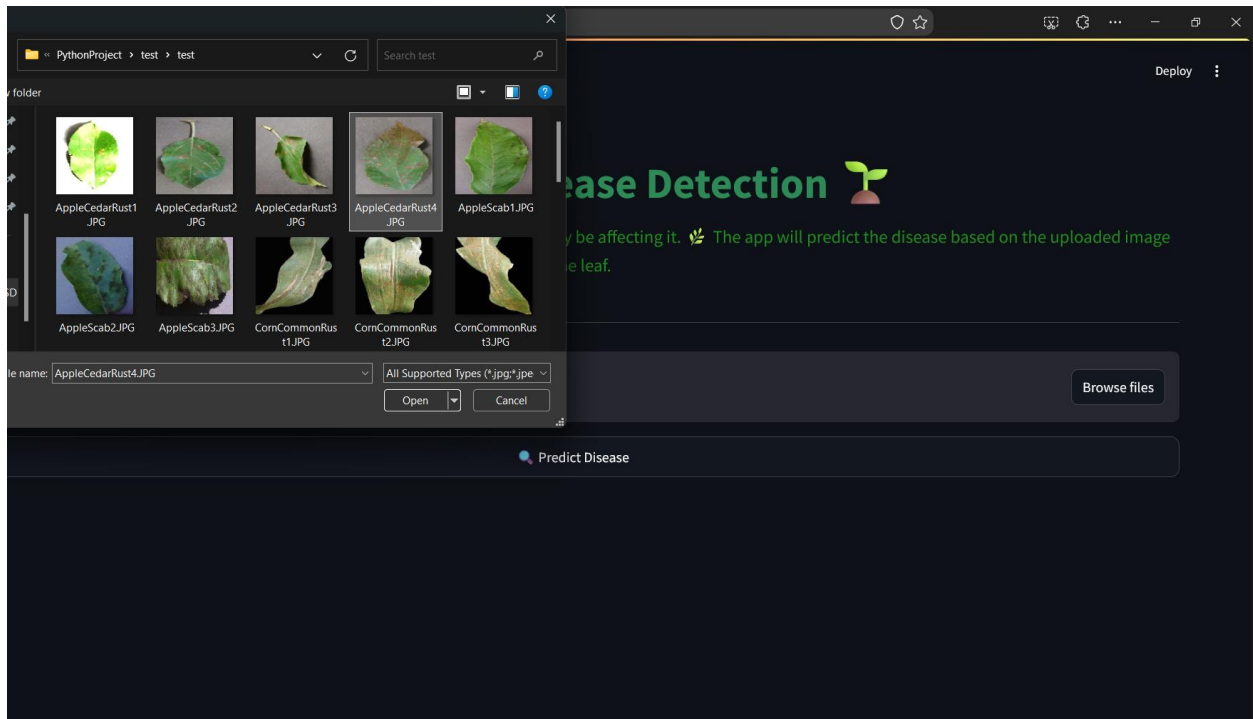 PythonProject > test > test
Search test
folder
AppleCedarRust1
.JPG
AppleCedarRust2
.JPG
AppleCedarRust3
.JPG
AppleCedarRust4
.JPG
AppleScab1.JPG
AppleScab2.JPG
AppleScab3.JPG
CornCommonRus
t1.JPG
CornCommonRus
t2.JPG
CornCommonRus
t3.JPG
SD
le name:
AppleCedarRust4.JPG
All Supported Types (*.jpg;*.jpe
Open
Cancel
Deploy
ease Detection
y be affecting it. 🌿 The app will predict the disease based on the uploaded image
e leaf.
Browse files
Predict Disease